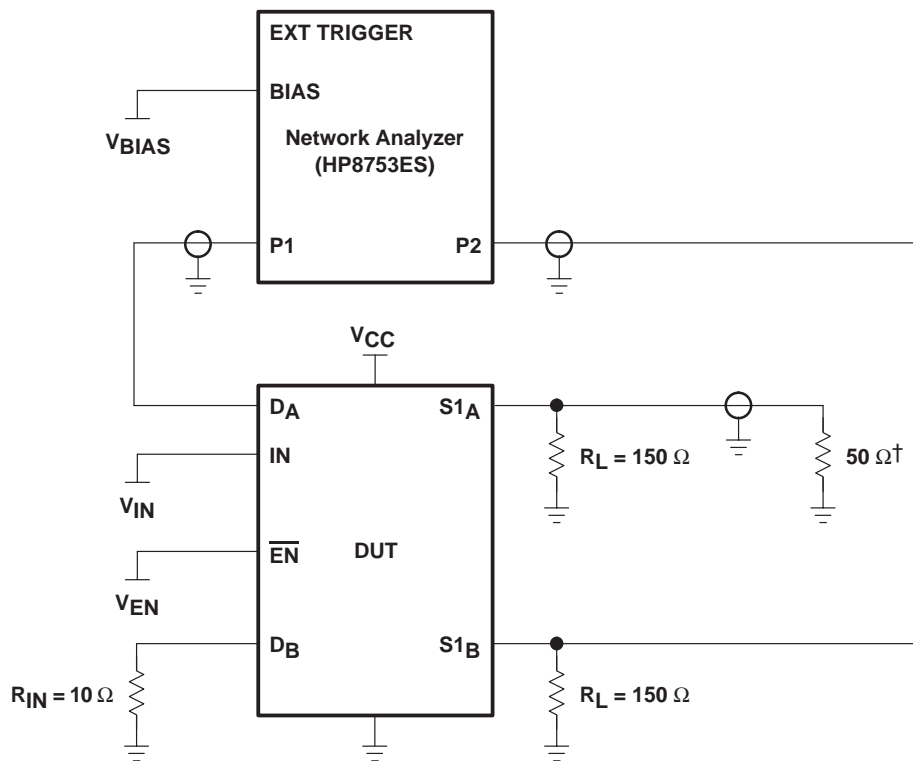 EXT TRIGGER
BIAS
VBIAS
Network Analyzer
(HP8753ES)
P1
P2
VCC
DA
S1A
RL = 150 Ω
50 Ω†
IN
VIN
EN
DUT
VEN
DB
S1B
RIN = 10 Ω
RL = 150 Ω